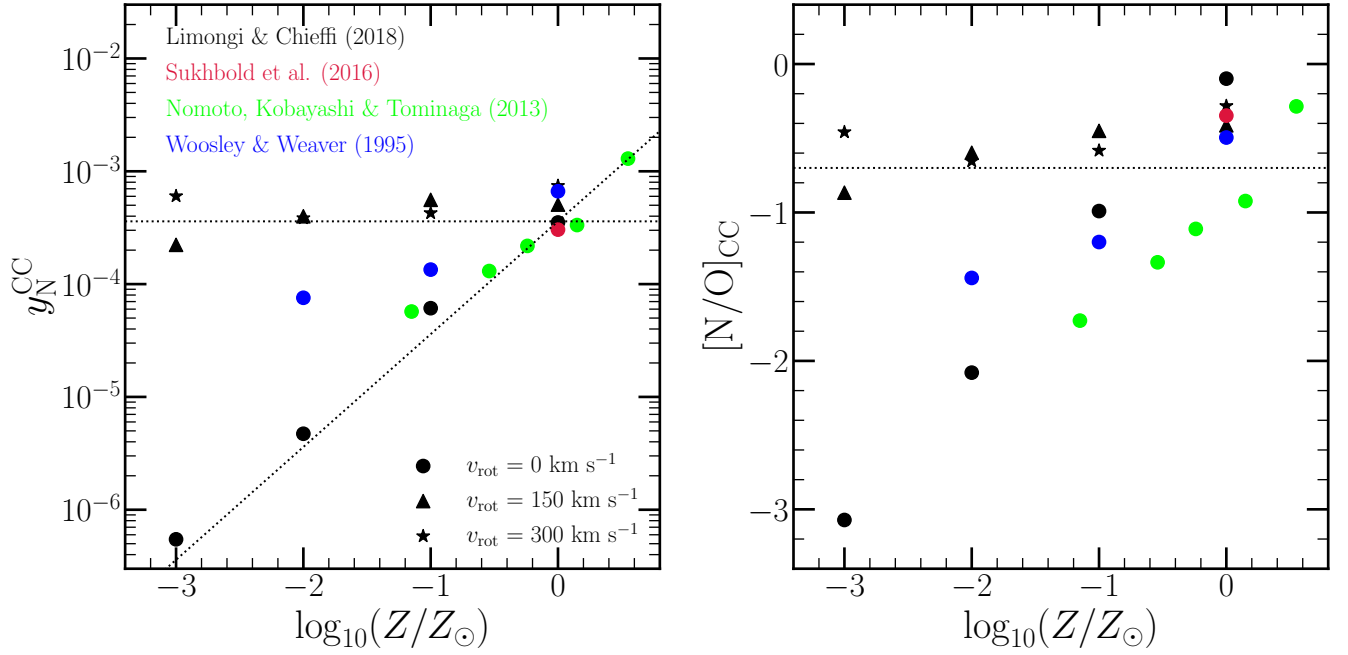 Limongi & Chieffi (2018)
Sukhbold et al. (2016)
Nomoto, Kobayashi & Tominaga (2013)
Woosley & Weaver (1995)
10⁻²
10⁻³
10⁻⁴
10⁻⁵
10⁻⁶
y_N^CC
v_rot = 0 km s⁻¹
v_rot = 150 km s⁻¹
v_rot = 300 km s⁻¹
−3 −2 −1 0
log₁₀(Z/Z⊙)
0
−1
−2
−3
[N/O]_CC
−3 −2 −1 0
log₁₀(Z/Z⊙)